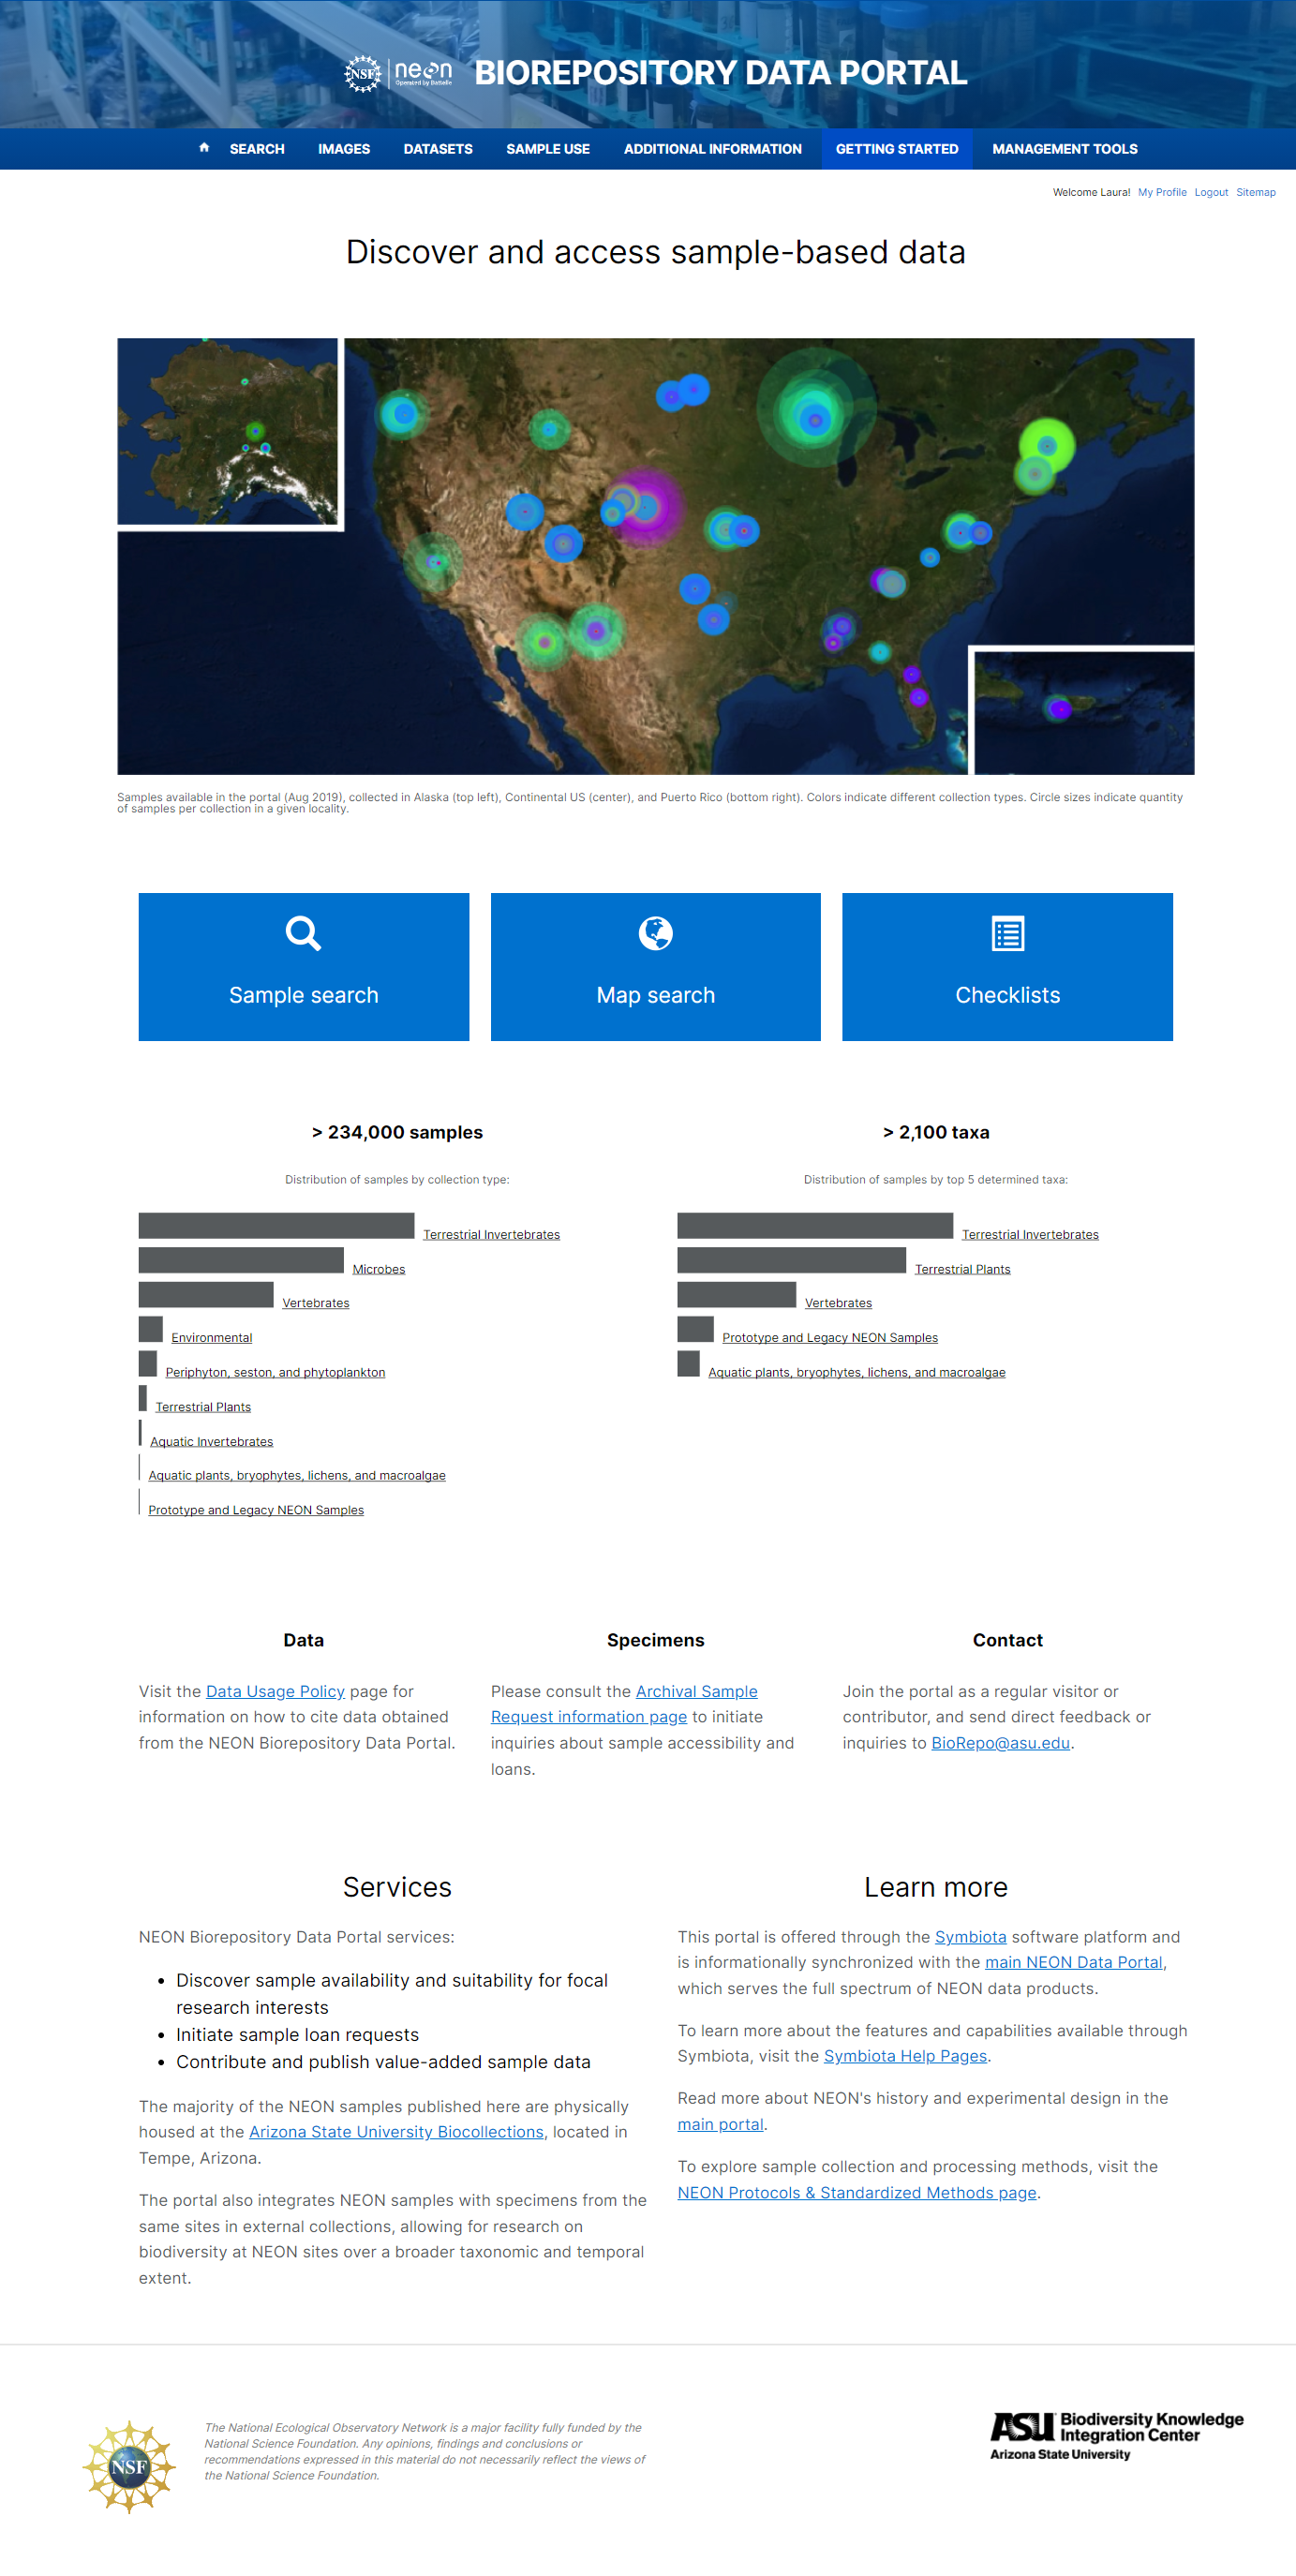 NSF neon
Operated by Battelle
BIOREPOSITORY DATA PORTAL
SEARCH IMAGES DATASETS SAMPLE USE ADDITIONAL INFORMATION GETTING STARTED MANAGEMENT TOOLS
Welcome Laura! My Profile Logout Sitemap
Discover and access sample-based data
Samples available in the portal (Aug 2019), collected in Alaska (top left), Continental US (center), and Puerto Rico (bottom right). Colors indicate different collection types. Circle sizes indicate quantity
of samples per collection in a given locality.
Sample search
Map search
Checklists
> 234,000 samples
Distribution of samples by collection type:
Terrestrial Invertebrates
Microbes
Vertebrates
Environmental
Periphyton, seston, and phytoplankton
Terrestrial Plants
Aquatic Invertebrates
Aquatic plants, bryophytes, lichens, and macroalgae
Prototype and Legacy NEON Samples
> 2,100 taxa
Distribution of samples by top 5 determined taxa:
Terrestrial Invertebrates
Terrestrial Plants
Vertebrates
Prototype and Legacy NEON Samples
Aquatic plants, bryophytes, lichens, and macroalgae
Data
Visit the Data Usage Policy page for
information on how to cite data obtained
from the NEON Biorepository Data Portal.
Specimens
Please consult the Archival Sample
Request information page to initiate
inquiries about sample accessibility and
loans.
Contact
Join the portal as a regular visitor or
contributor, and send direct feedback or
inquiries to BioRepo@asu.edu.
Services
NEON Biorepository Data Portal services:
• Discover sample availability and suitability for focal
research interests
• Initiate sample loan requests
• Contribute and publish value-added sample data
The majority of the NEON samples published here are physically
housed at the Arizona State University Biocollections, located in
Tempe, Arizona.
The portal also integrates NEON samples with specimens from the
same sites in external collections, allowing for research on
biodiversity at NEON sites over a broader taxonomic and temporal
extent.
Learn more
This portal is offered through the Symbiota software platform and
is informationally synchronized with the main NEON Data Portal,
which serves the full spectrum of NEON data products.
To learn more about the features and capabilities available through
Symbiota, visit the Symbiota Help Pages.
Read more about NEON's history and experimental design in the
main portal.
To explore sample collection and processing methods, visit the
NEON Protocols & Standardized Methods page.
NSF
The National Ecological Observatory Network is a major facility fully funded by the
National Science Foundation. Any opinions, findings and conclusions or
recommendations expressed in this material do not necessarily reflect the views of
the National Science Foundation.
ASU Biodiversity Knowledge
Integration Center
Arizona State University